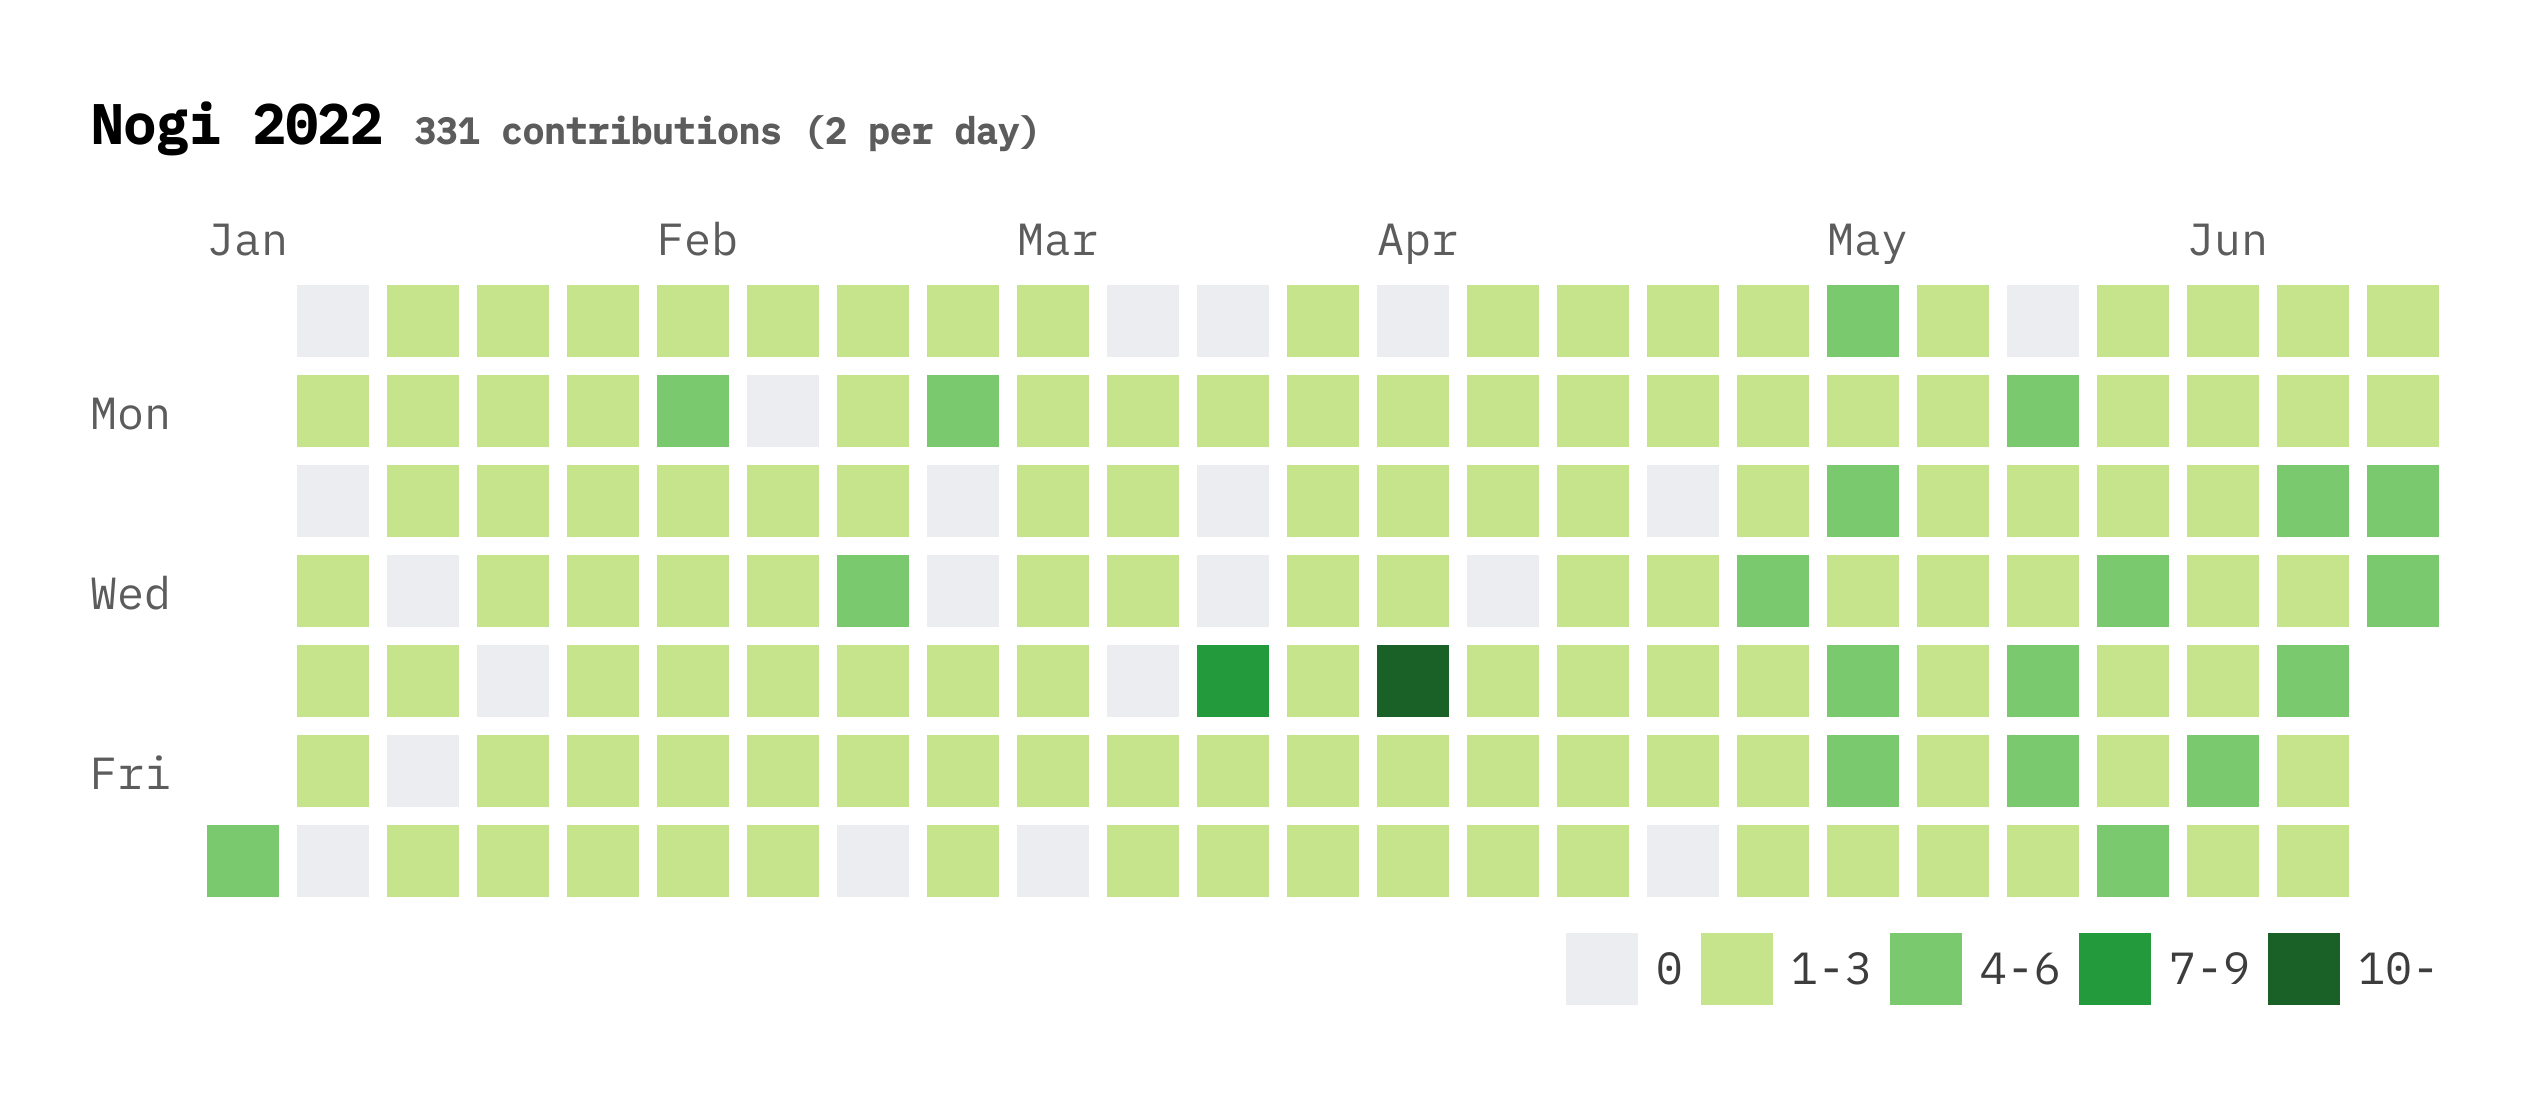 Nogi 2022 331 contributions (2 per day)
Jan Feb Mar Apr May Jun
Mon
Wed
Fri
0 1-3 4-6 7-9 10-